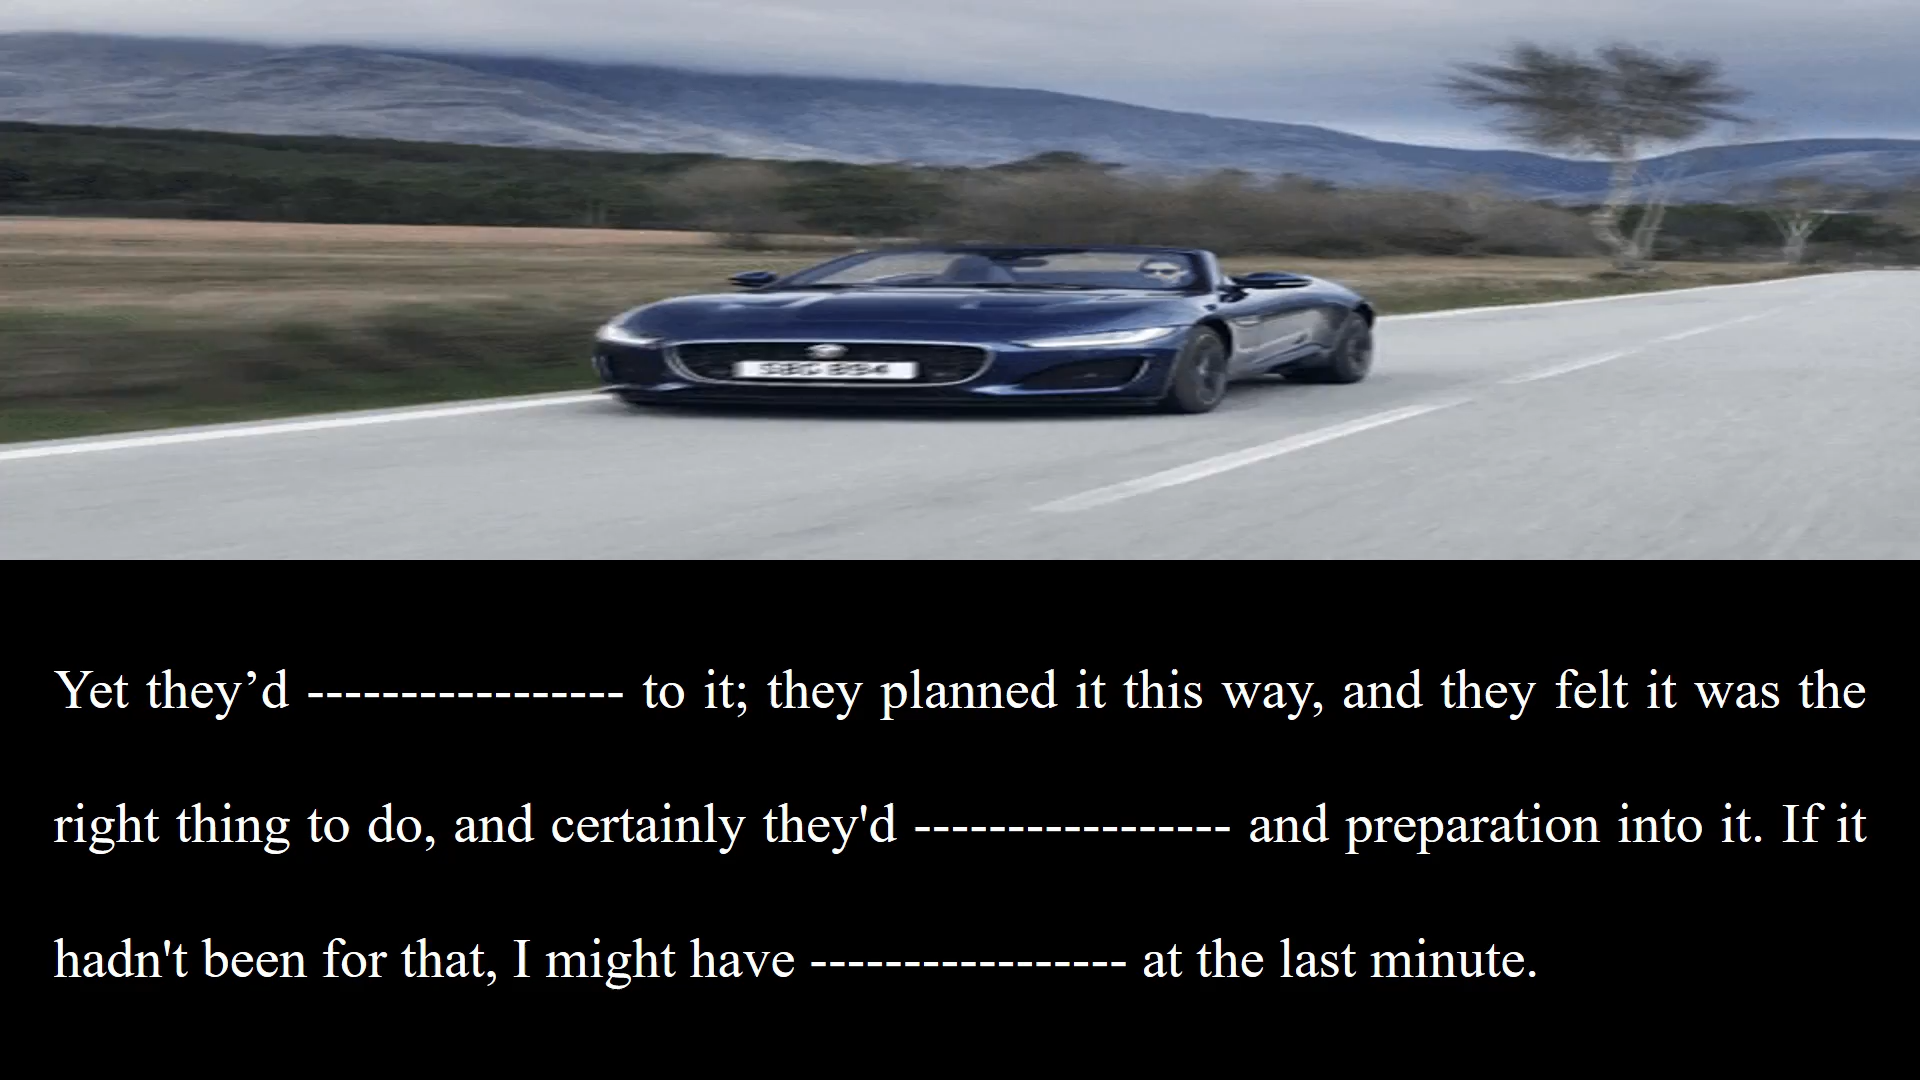 Yet they’d ----------------- to it; they planned it this way, and they felt it was the
right thing to do, and certainly they'd ----------------- and preparation into it. If it
hadn't been for that, I might have ----------------- at the last minute.